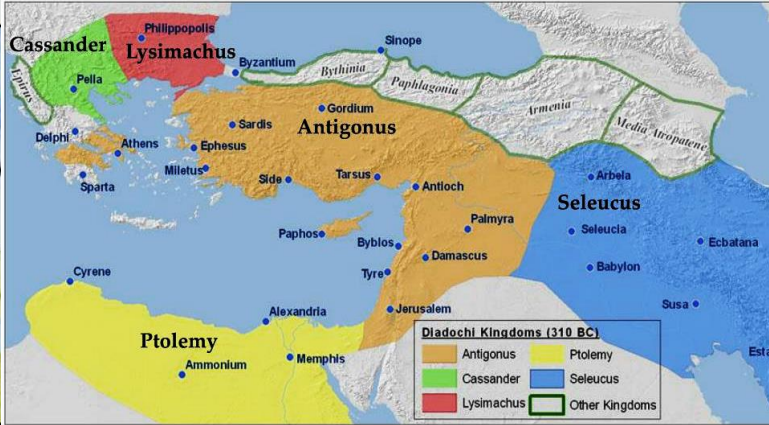 Philippopolis
Cassander
Lysimachus
Sinope
Byzantium
Bythinia
Epirus
Pella
Paphlagonia
Armenia
Gordium
Sardis
Antigonus
Media Atropatene
Delphi
Athens
Ephesus
Miletus
Sparta
Side
Tarsus
Antioch
Arbela
Seleucus
Palmyra
Seleucia
Paphos
Byblos
Ecbatana
Damascus
Cyrene
Tyre
Babylon
Susa
Alexandria
Jerusalem
Ptolemy
Memphis
Ammonium
Esta
Diadochi Kingdoms (310 BC)
Antigonus
Ptolemy
Cassander
Seleucus
Lysimachus
Other Kingdoms